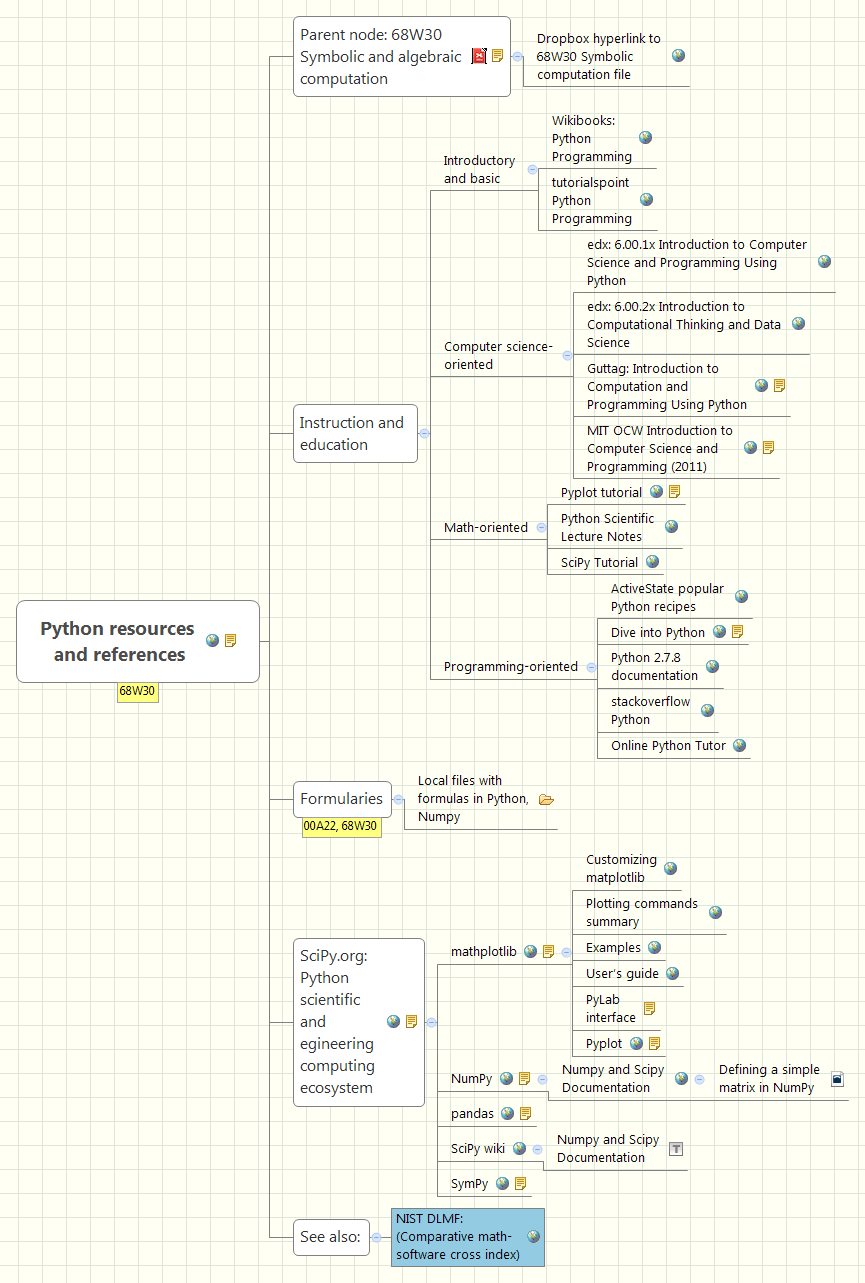 Parent node: 68W30
Symbolic and algebraic
computation
Dropbox hyperlink to
68W30 Symbolic
computation file
Wikibooks:
Python
Programming
Introductory
and basic
tutorialspoint
Python
Programming
edx: 6.00.1x Introduction to Computer
Science and Programming Using
Python
edx: 6.00.2x Introduction to
Computational Thinking and Data
Science
Computer science-
oriented
Guttag: Introduction to
Computation and
Programming Using Python
MIT OCW Introduction to
Computer Science and
Programming (2011)
Instruction and
education
Pyplot tutorial
Math-oriented
Python Scientific
Lecture Notes
SciPy Tutorial
ActiveState popular
Python recipes
Dive into Python
Programming-oriented
Python 2.7.8
documentation
stackoverflow
Python
Online Python Tutor
Python resources
and references
68W30
Formularies
00A22, 68W30
Local files with
formulas in Python,
Numpy
Customizing
matplotlib
Plotting commands
summary
mathplotlib
Examples
User's guide
PyLab
interface
Pyplot
SciPy.org:
Python
scientific
and
egineering
computing
ecosystem
NumPy
Numpy and Scipy
Documentation
Defining a simple
matrix in NumPy
pandas
SciPy wiki
Numpy and Scipy
Documentation
T
SymPy
See also:
NIST DLMF:
(Comparative math-
software cross index)